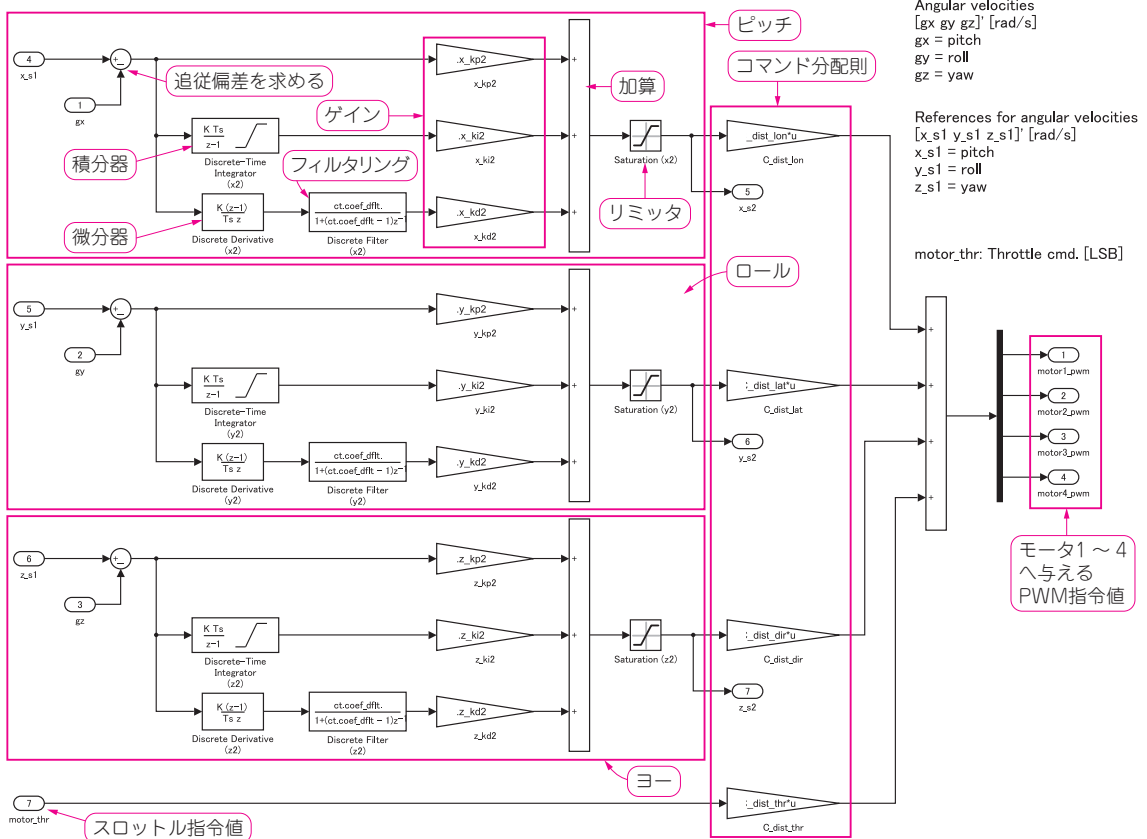 Angular velocities
[gx gy gz]' [rad/s]
gx = pitch
gy = roll
gz = yaw
References for angular velocities
[x_s1 y_s1 z_s1]' [rad/s]
x_s1 = pitch
y_s1 = roll
z_s1 = yaw
motor_thr: Throttle cmd. [LSB]
ピッチ
4
x_s1
+
−
追従偏差を求める
1
gx
ゲイン
.x_kp2
x_kp2
加算
コマンド分配則
積分器
K Ts
z−1
Discrete−Time
Integrator
(x2)
フィルタリング
.x_ki2
x_ki2
+
+
+
Saturation (x2)
_dist_lon*u
C_dist_lon
5
x_s2
リミッタ
微分器
K (z−1)
Ts z
Discrete Derivative
(x2)
ct.coef_dflt.
1+(ct.coef_dflt − 1)z−
Discrete Filter
(x2)
.x_kd2
x_kd2
ロール
5
y_s1
+
−
2
gy
.y_kp2
y_kp2
K Ts
z−1
Discrete−Time
Integrator
(y2)
.y_ki2
y_ki2
+
+
+
Saturation (y2)
:_dist_lat*u
C_dist_lat
6
y_s2
K (z−1)
Ts z
Discrete Derivative
(y2)
ct.coef_dflt.
1+(ct.coef_dflt − 1)z−
Discrete Filter
(y2)
.y_kd2
y_kd2
+
+
+
+
1
motor1_pwm
2
motor2_pwm
3
motor3_pwm
4
motor4_pwm
モータ1 〜 4
へ与える
PWM指令値
6
z_s1
+
−
3
gz
.z_kp2
z_kp2
K Ts
z−1
Discrete−Time
Integrator
(z2)
.z_ki2
z_ki2
+
+
+
Saturation (z2)
:_dist_dir*u
C_dist_dir
7
z_s2
K (z−1)
Ts z
Discrete Derivative
(z2)
ct.coef_dflt.
1+(ct.coef_dflt − 1)z−
Discrete Filter
(z2)
.z_kd2
z_kd2
ヨー
7
motor_thr
スロットル指令値
:_dist_thr*u
C_dist_thr